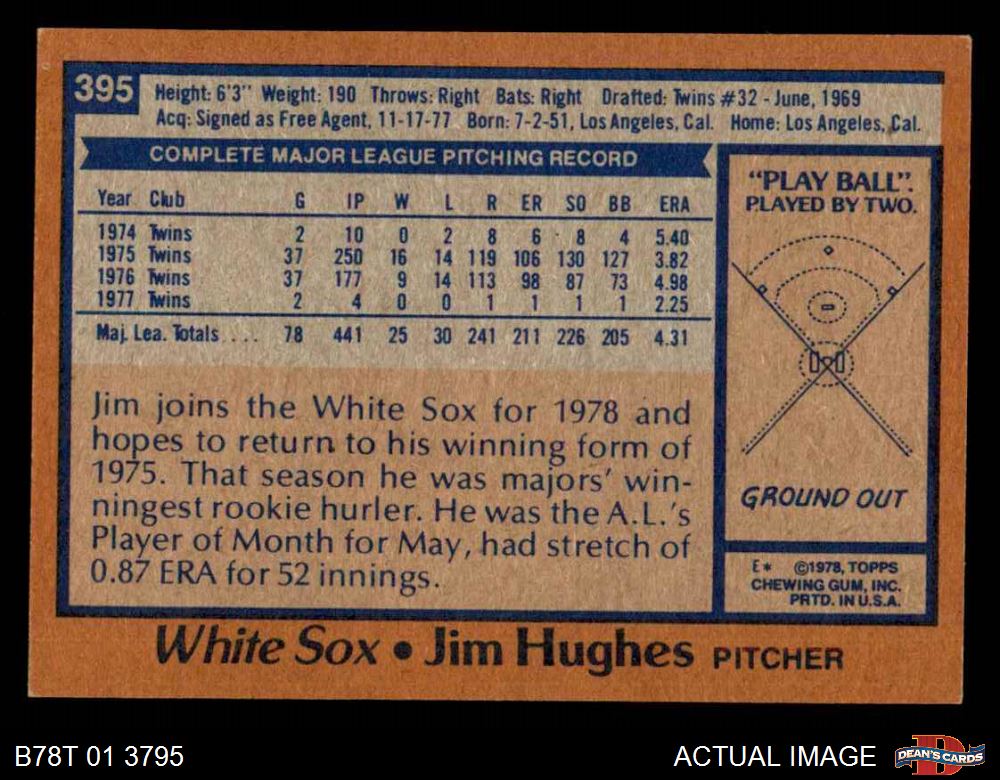 395
Height: 6'3" Weight: 190 Throws: Right Bats: Right Drafted: Twins #32 - June, 1969
Acq: Signed as Free Agent, 11-17-77 Born: 7-2-51, Los Angeles, Cal. Home: Los Angeles, Cal.
COMPLETE MAJOR LEAGUE PITCHING RECORD
Year Club G IP W L R ER SO BB ERA
1974 Twins 2 10 0 2 8 6 8 4 5.40
1975 Twins 37 250 16 14 119 106 130 127 3.82
1976 Twins 37 177 9 14 113 98 87 73 4.98
1977 Twins 2 4 0 0 1 1 1 1 2.25
Maj. Lea. Totals .... 78 441 25 30 241 211 226 205 4.31
Jim joins the White Sox for 1978 and
hopes to return to his winning form of
1975. That season he was majors' win-
ningest rookie hurler. He was the A.L.'s
Player of Month for May, had stretch of
0.87 ERA for 52 innings.
"PLAY BALL".
PLAYED BY TWO.
GROUND OUT
E* ©1978, TOPPS
CHEWING GUM, INC.
PRTD. IN U.S.A.
White Sox • Jim Hughes PITCHER
B78T 01 3795
ACTUAL IMAGE
D
DEAN'S CARDS